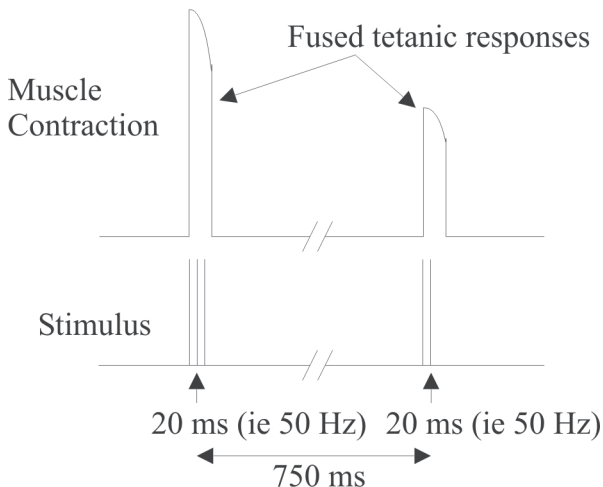 Fused tetanic responses
Muscle
Contraction
Stimulus
20 ms (ie 50 Hz) 20 ms (ie 50 Hz)
750 ms